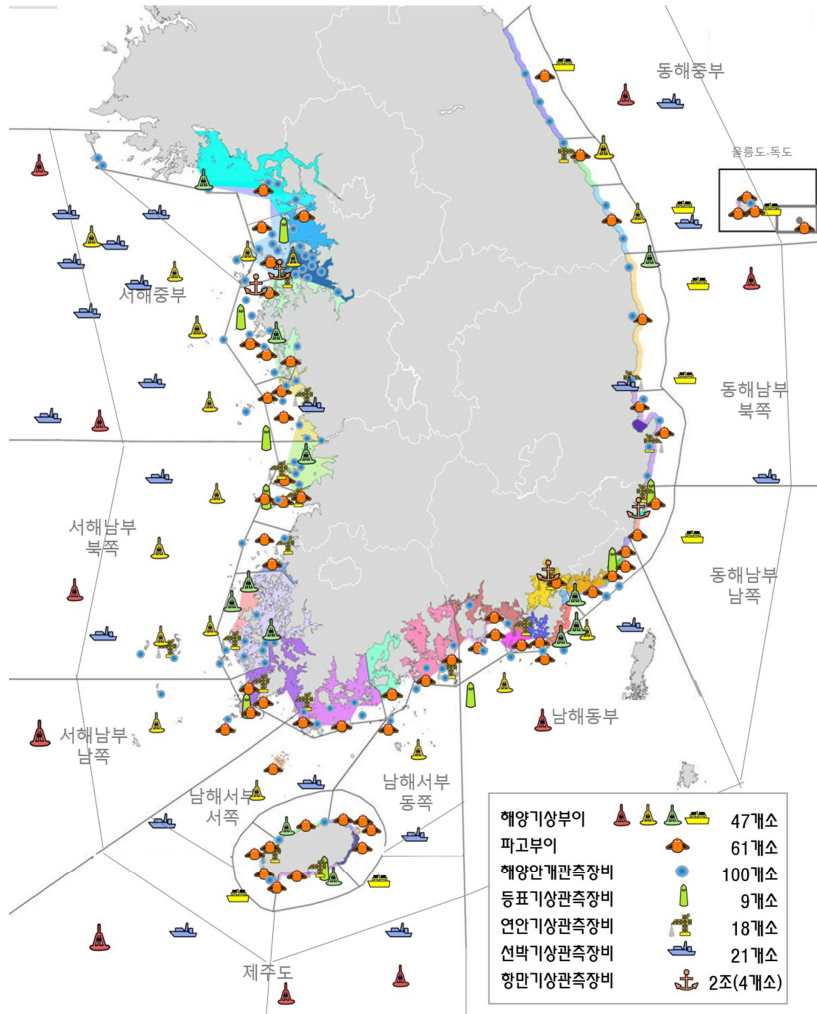 동해중부
울릉도-독도
서해중부
동해남부
북쪽
서해남부
북쪽
동해남부
남쪽
서해남부
남쪽
남해동부
남해서부
서쪽
남해서부
동쪽
제주도
해양기상부이 47개소
파고부이 61개소
해양안개관측장비 100개소
등표기상관측장비 9개소
연안기상관측장비 18개소
선박기상관측장비 21개소
항만기상관측장비 2조(4개소)